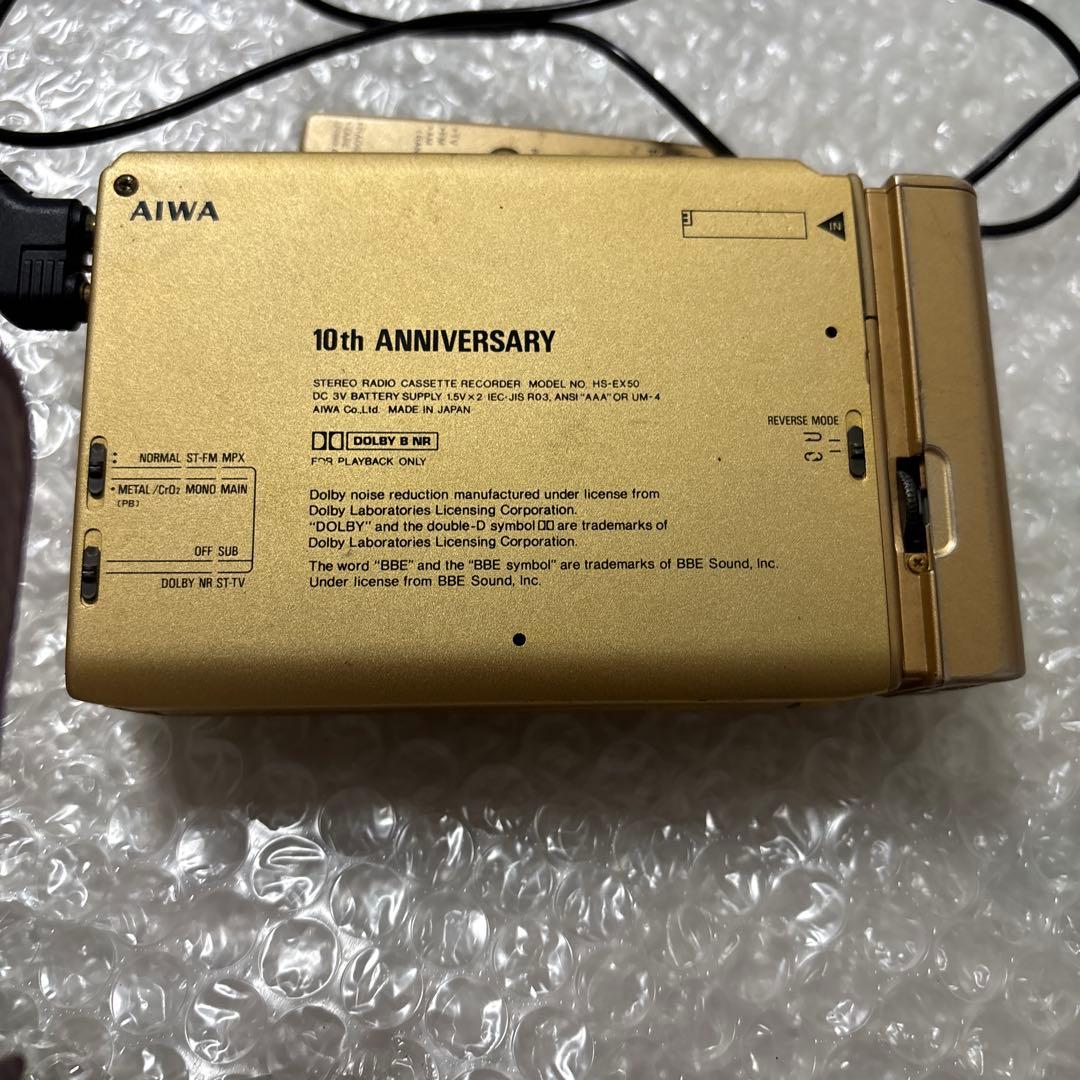 AIWA
IN
10th ANNIVERSARY
STEREO RADIO CASSETTE RECORDER MODEL NO. HS-EX50
DC 3V BATTERY SUPPLY 1.5V×2 IEC·JIS R03, ANSI "AAA" OR UM-4
AIWA Co.,Ltd. MADE IN JAPAN
DOLBY B NR
FOR PLAYBACK ONLY
REVERSE MODE
NORMAL ST-FM MPX
•METAL/CrO2 MONO MAIN
(PB)
OFF SUB
DOLBY NR ST-TV
Dolby noise reduction manufactured under license from
Dolby Laboratories Licensing Corporation.
"DOLBY" and the double-D symbol are trademarks of
Dolby Laboratories Licensing Corporation.
The word "BBE" and the "BBE symbol" are trademarks of BBE Sound, Inc.
Under license from BBE Sound, Inc.